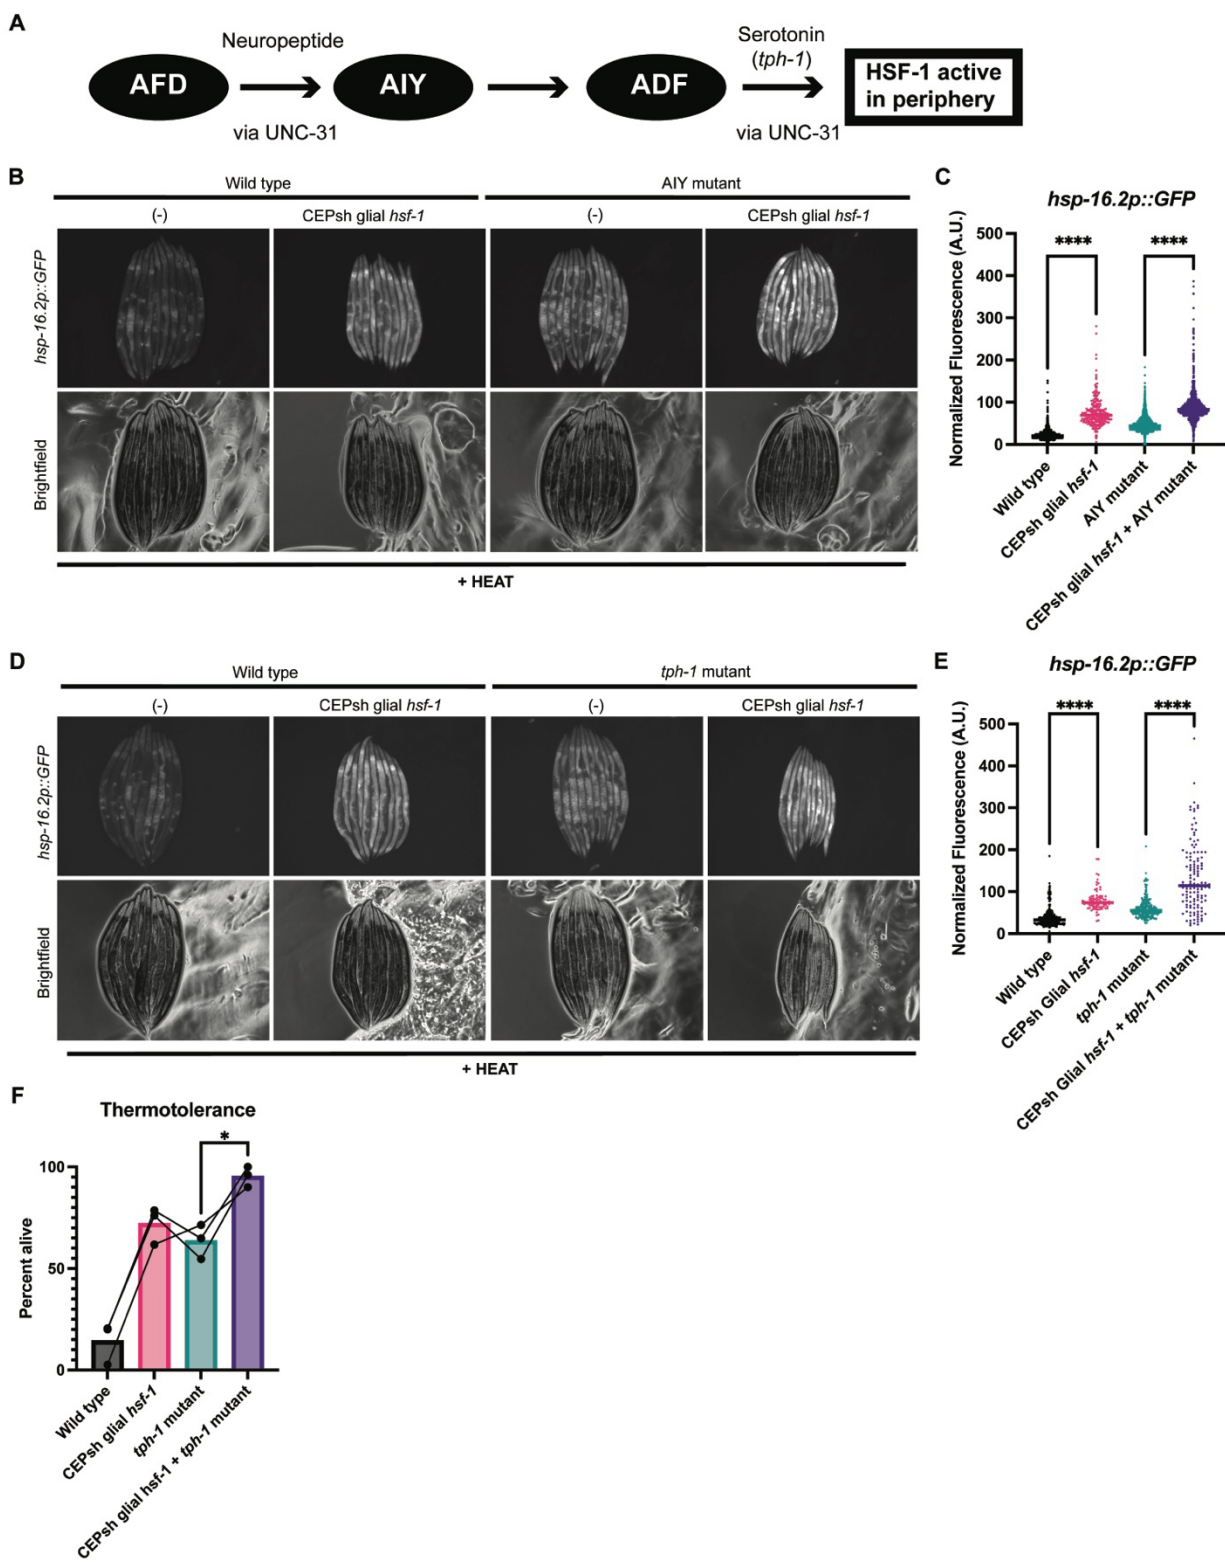 A
Neuropeptide
Serotonin
(tph-1)
AFD
AIY
ADF
HSF-1 active
in periphery
via UNC-31
via UNC-31
B
Wild type
AIY mutant
(-)
CEPsh glial hsf-1
(-)
CEPsh glial hsf-1
hsp-16.2p::GFP
Brightfield
+ HEAT
C
hsp-16.2p::GFP
Normalized Fluorescence (A.U.)
500
400
300
200
100
0
****
****
Wild type
CEPsh glial hsf-1
AIY mutant
CEPsh glial hsf-1 + AIY mutant
D
Wild type
tph-1 mutant
(-)
CEPsh glial hsf-1
(-)
CEPsh glial hsf-1
hsp-16.2p::GFP
Brightfield
+ HEAT
E
hsp-16.2p::GFP
Normalized Fluorescence (A.U.)
500
400
300
200
100
0
****
****
Wild type
CEPsh Glial hsf-1
tph-1 mutant
CEPsh Glial hsf-1 + tph-1 mutant
F
Thermotolerance
*
Percent alive
100
50
0
Wild type
CEPsh glial hsf-1
tph-1 mutant
CEPsh glial hsf-1 + tph-1 mutant